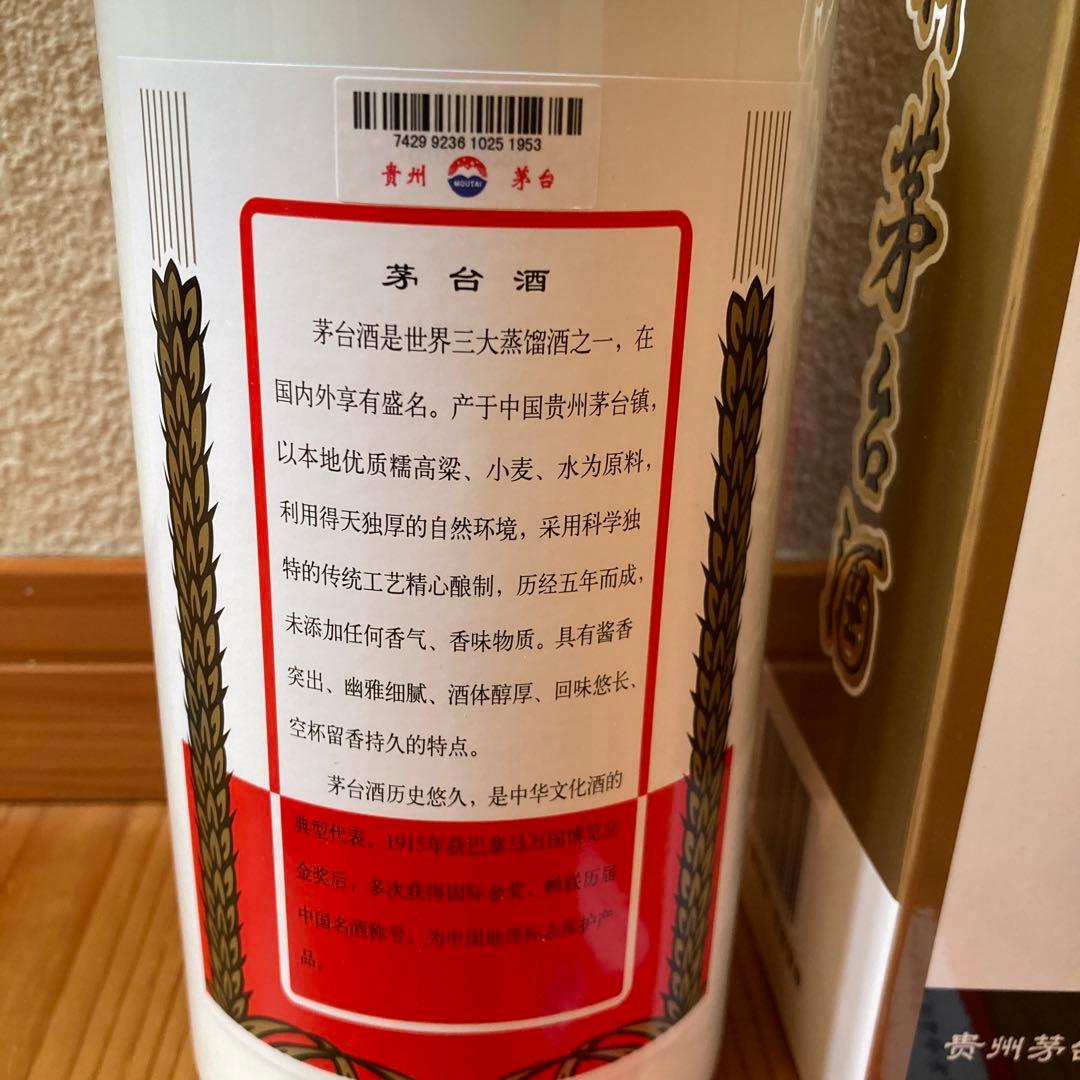 7429 9236 1025 1953
贵州 MOUTAI 茅台
茅台酒
茅台酒是世界三大蒸馏酒之一，在
国内外享有盛名。产于中国贵州茅台镇，
以本地优质糯高粱、小麦、水为原料，
利用得天独厚的自然环境，采用科学独
特的传统工艺精心酿制，历经五年而成，
未添加任何香气、香味物质。具有酱香
突出、幽雅细腻、酒体醇厚、回味悠长、
空杯留香持久的特点。
茅台酒历史悠久，是中华文化酒的
典型代表。1915年获巴拿马万国博览会
金奖后，多次获得国际金奖，蝉联历届
中国名酒称号，为中国地理标志保护产
品。
州茅台酒
贵州茅台